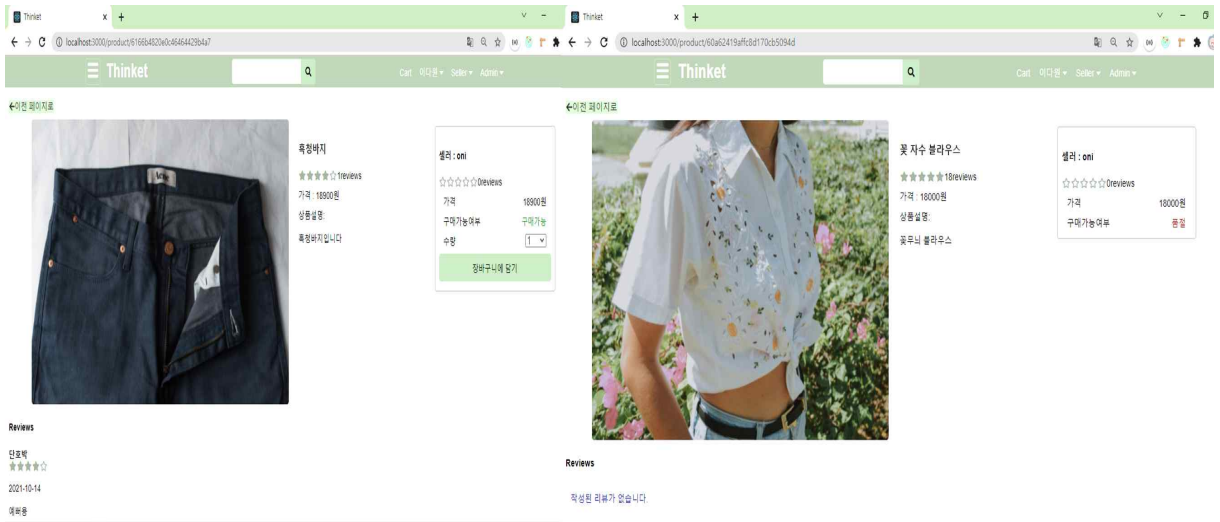 Thinket
localhost:3000/product/6166b4820e0c46464429b4a7
Thinket
Cart 이다원 Seller Admin
이전 페이지로
흑청바지
1reviews
가격 : 18900원
상품설명:
흑청바지입니다
셀러 : oni
0reviews
가격 18900원
구매가능여부 구매가능
수량 1
장바구니에 담기
Reviews
단호박
2021-10-14
예뻐용
Thinket
localhost:3000/product/60a62419affc8d170cb5094d
Thinket
Cart 이다원 Seller Admin
이전 페이지로
꽃 자수 블라우스
18reviews
가격 : 18000원
상품설명:
꽃무늬 블라우스
셀러 : oni
0reviews
가격 18000원
구매가능여부 품절
Reviews
작성된 리뷰가 없습니다.